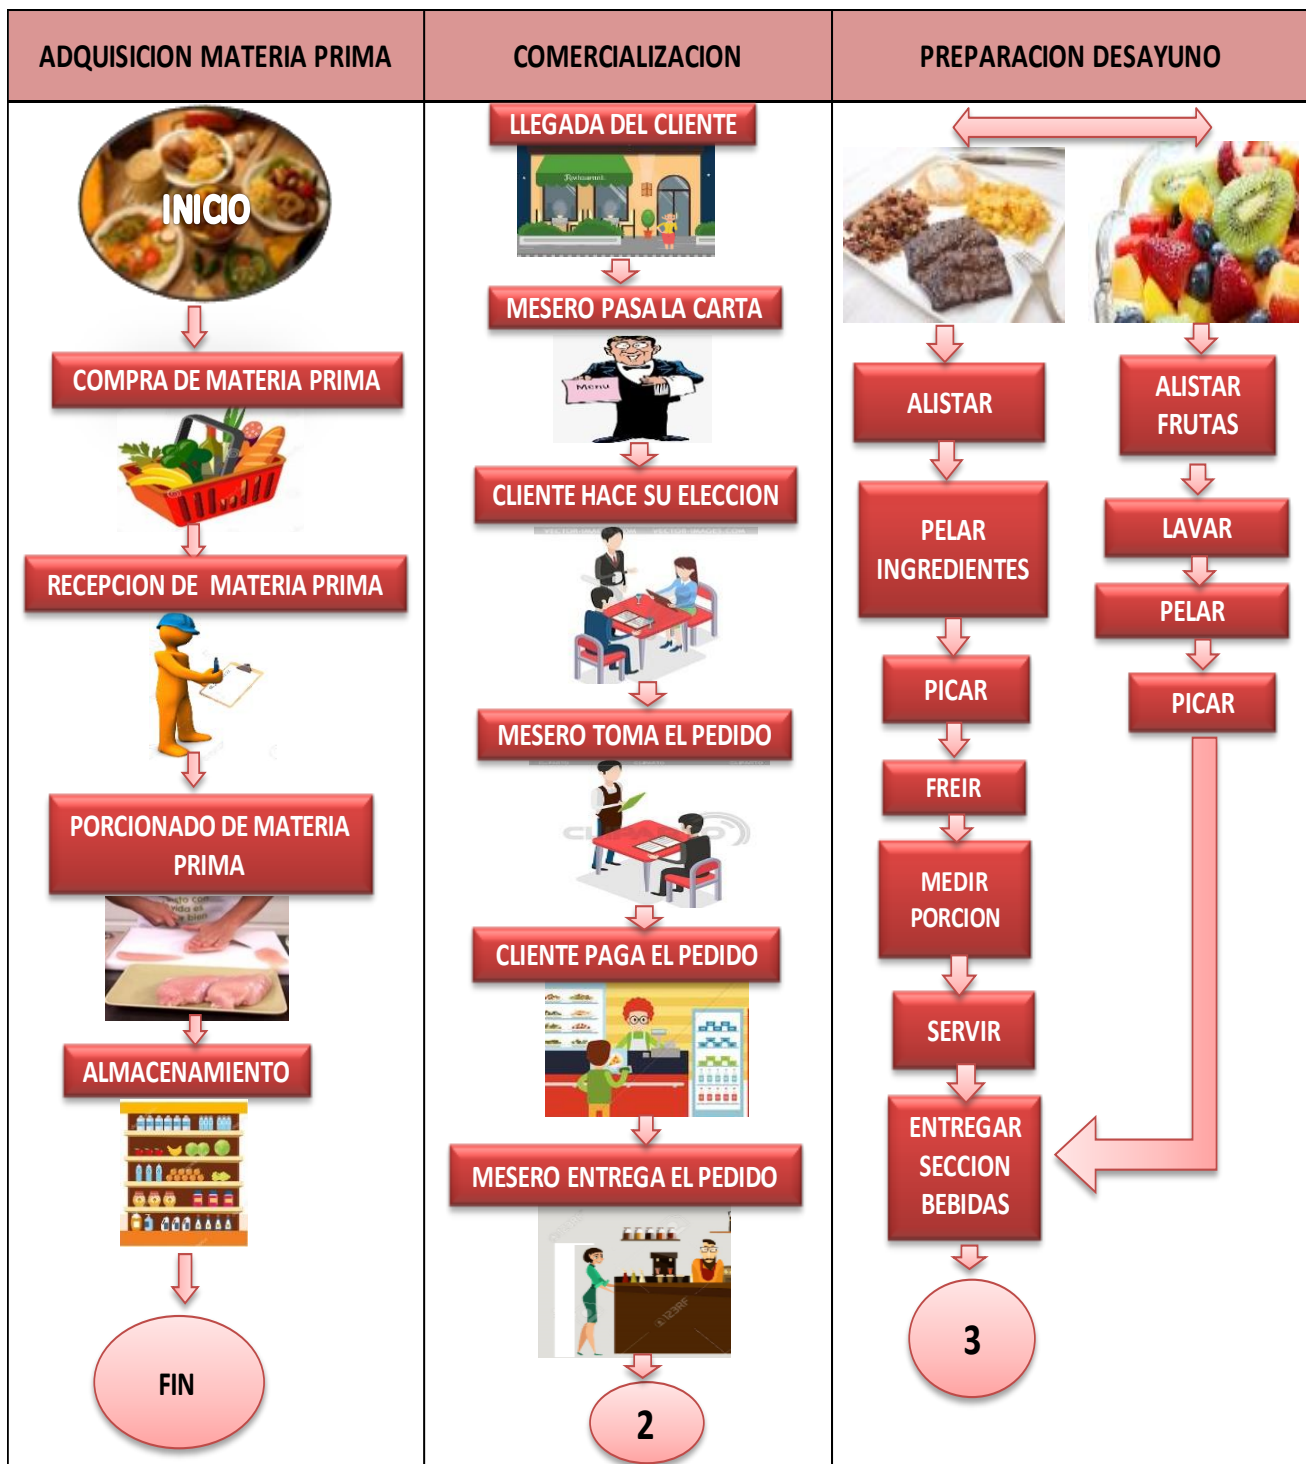 ADQUISICION MATERIA PRIMA
COMERCIALIZACION
PREPARACION DESAYUNO
INICIO
COMPRA DE MATERIA PRIMA
RECEPCION DE MATERIA PRIMA
PORCIONADO DE MATERIA
PRIMA
ALMACENAMIENTO
FIN
LLEGADA DEL CLIENTE
Restaurant
MESERO PASA LA CARTA
Menu
CLIENTE HACE SU ELECCION
MESERO TOMA EL PEDIDO
CLIENTE PAGA EL PEDIDO
MESERO ENTREGA EL PEDIDO
123RF
2
ALISTAR
PELAR
INGREDIENTES
PICAR
FREIR
MEDIR
PORCION
SERVIR
ENTREGAR
SECCION
BEBIDAS
3
ALISTAR
FRUTAS
LAVAR
PELAR
PICAR